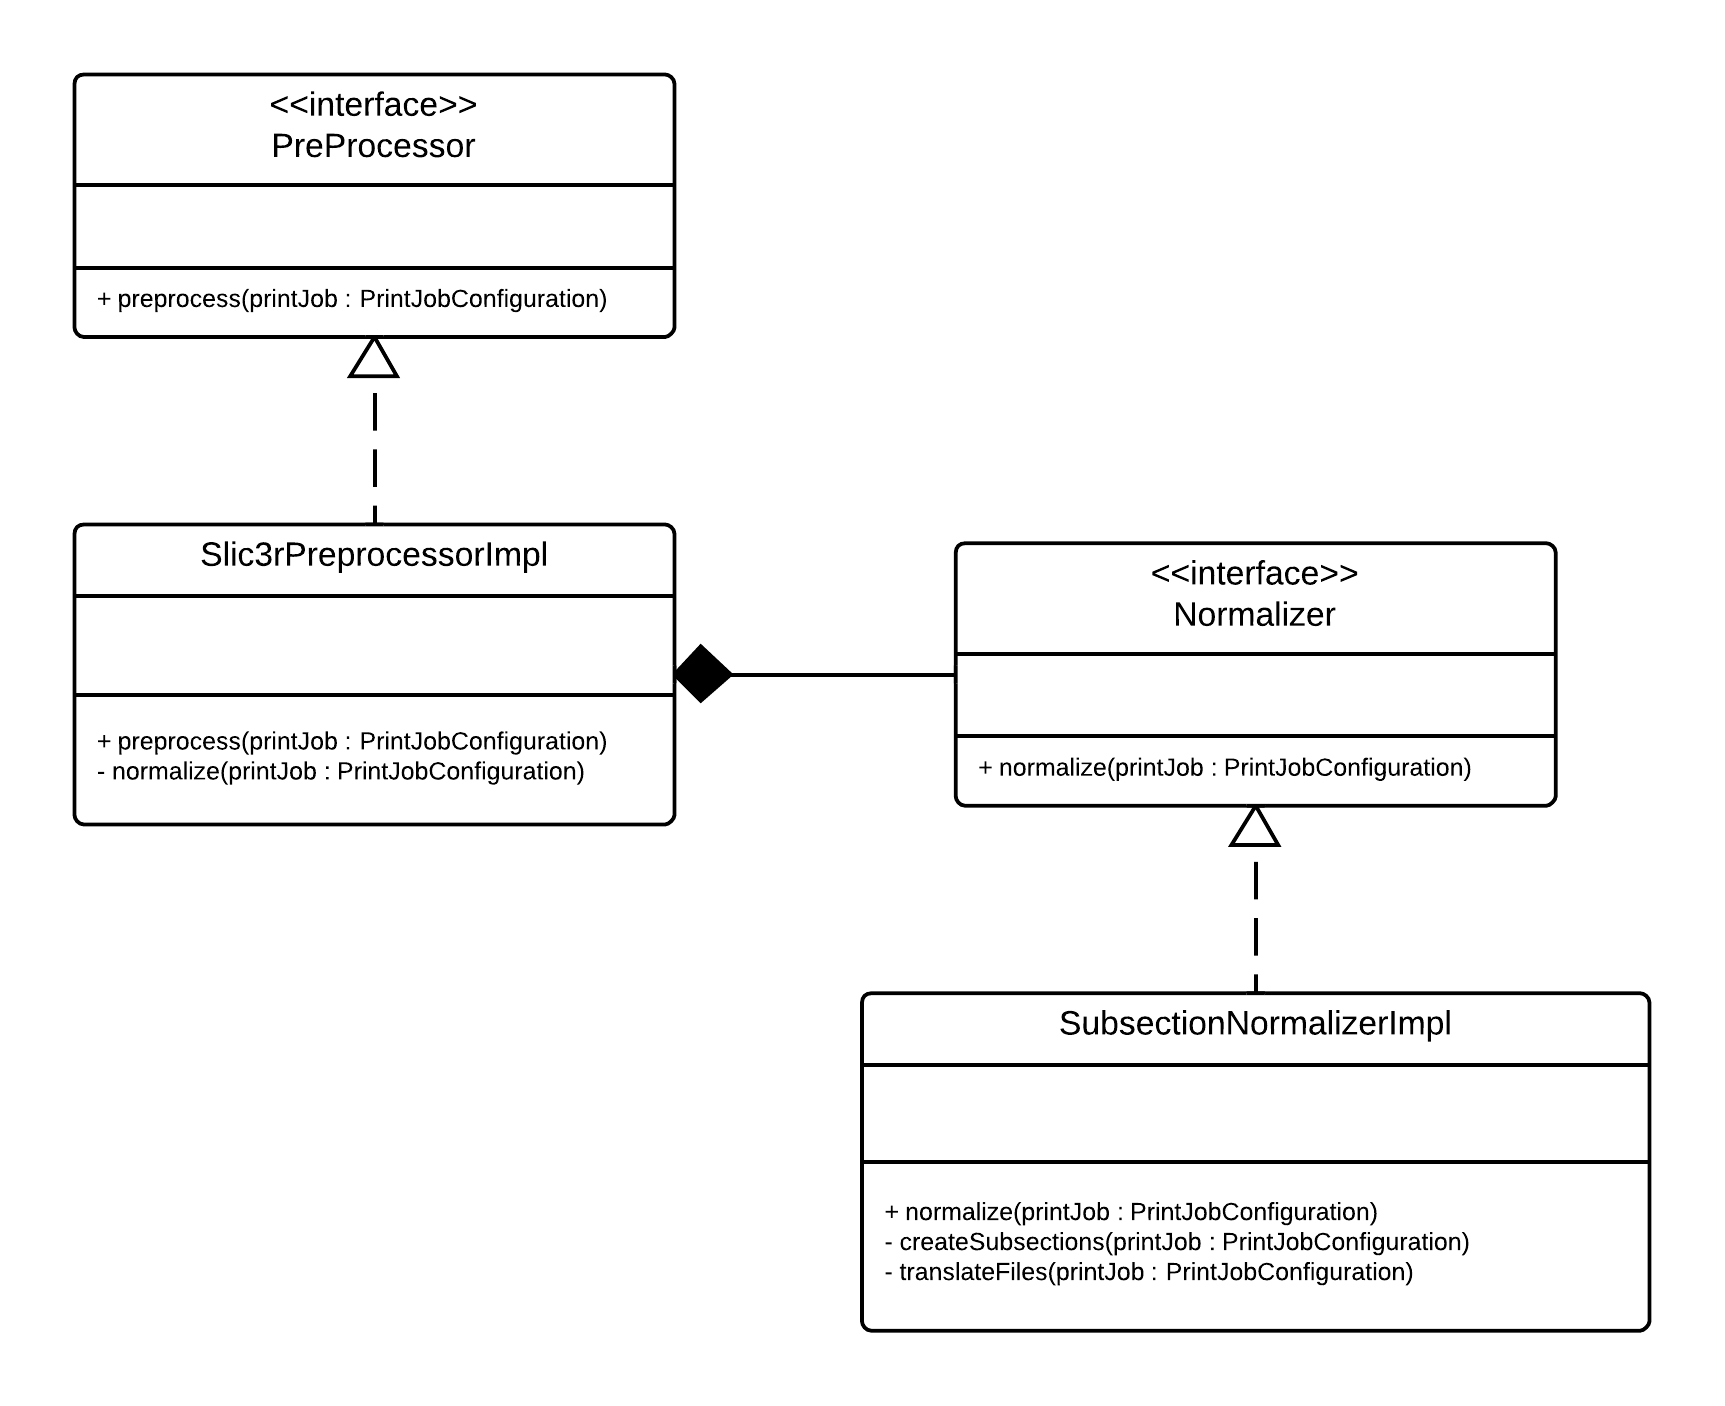 <<interface>>
PreProcessor
+ preprocess(printJob : PrintJobConfiguration)
Slic3rPreprocessorImpl
+ preprocess(printJob : PrintJobConfiguration)
- normalize(printJob : PrintJobConfiguration)
<<interface>>
Normalizer
+ normalize(printJob : PrintJobConfiguration)
SubsectionNormalizerImpl
+ normalize(printJob : PrintJobConfiguration)
- createSubsections(printJob : PrintJobConfiguration)
- translateFiles(printJob : PrintJobConfiguration)